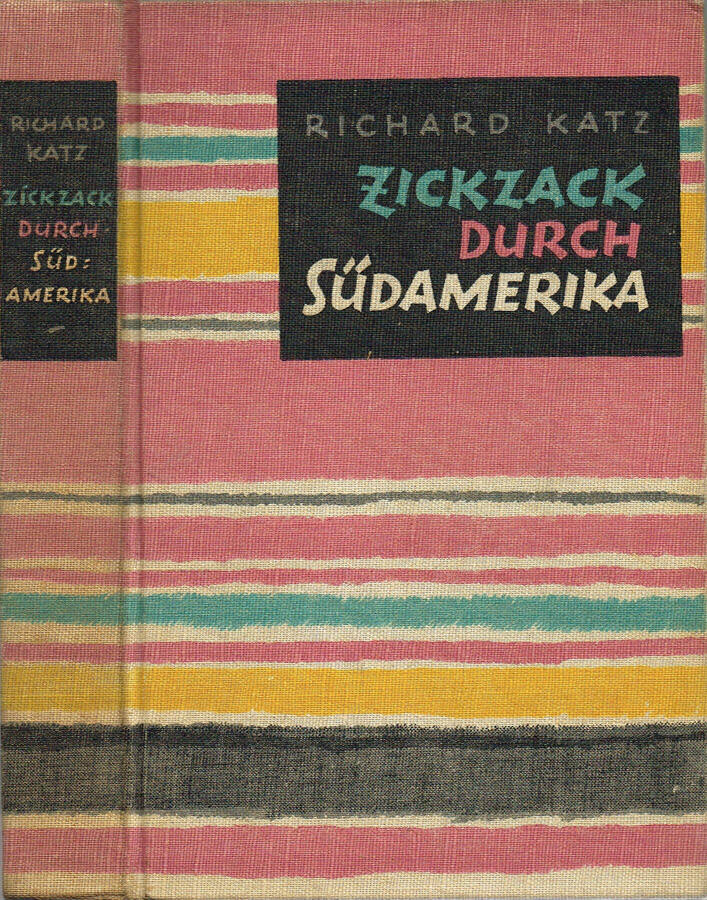 RICHARD
KATZ
ZICKZACK
DURCH
SÜD:
AMERIKA
RICHARD KATZ
ZICKZACK
DURCH
SÜDAMERIKA